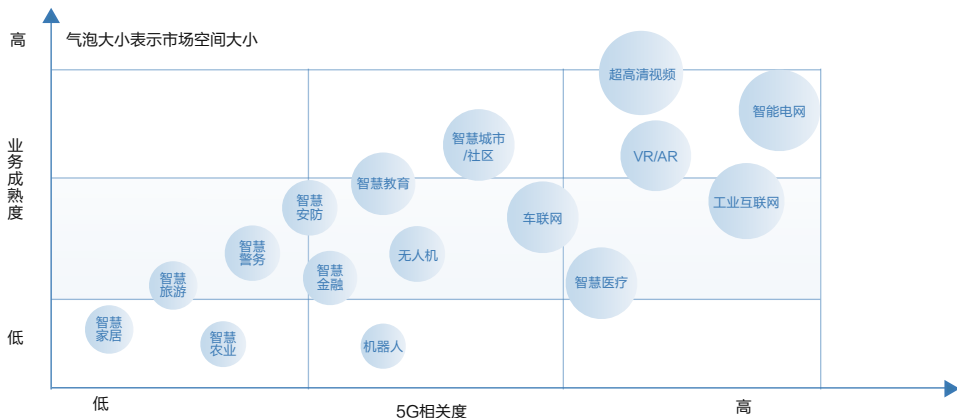 高
气泡大小表示市场空间大小
超高清视频
智能电网
智慧城市
/社区
VR/AR
业务成熟度
智慧教育
智慧
安防
工业互联网
车联网
智慧
警务
无人机
智慧
金融
智慧
旅游
智慧医疗
智慧
家居
智慧
农业
机器人
低
低
5G相关度
高